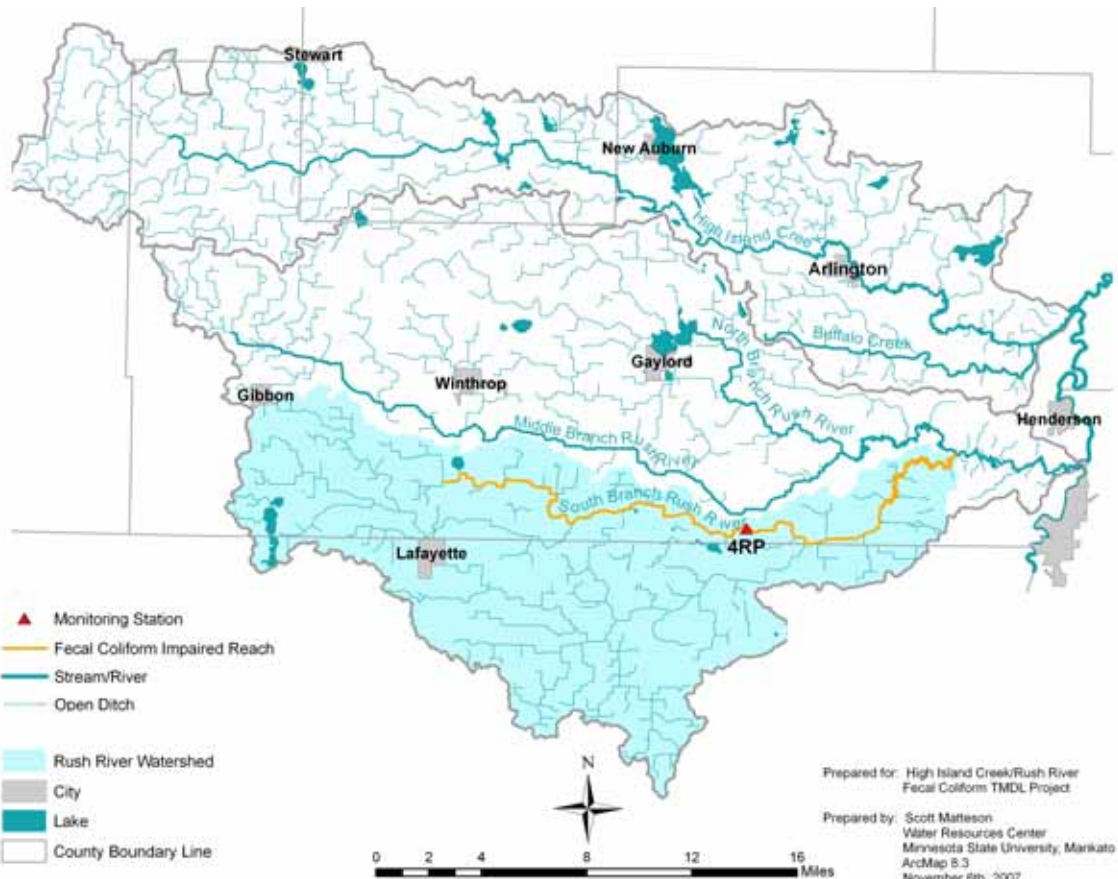 Stewart
New Auburn
High Island Creek
Arlington
Buffalo Creek
North Branch Rush River
Gaylord
Winthrop
Gibbon
Henderson
Middle Branch Rush River
South Branch Rush River
4RP
Lafayette
Monitoring Station
Fecal Coliform Impaired Reach
Stream/River
Open Ditch
Rush River Watershed
City
Lake
County Boundary Line
N
0 2 4 8 12 16
Miles
Prepared for: High Island Creek/Rush River
Fecal Coliform TMDL Project
Prepared by: Scott Matteson
Water Resources Center
Minnesota State University, Mankato
ArcMap 8.3
November 6th, 2007